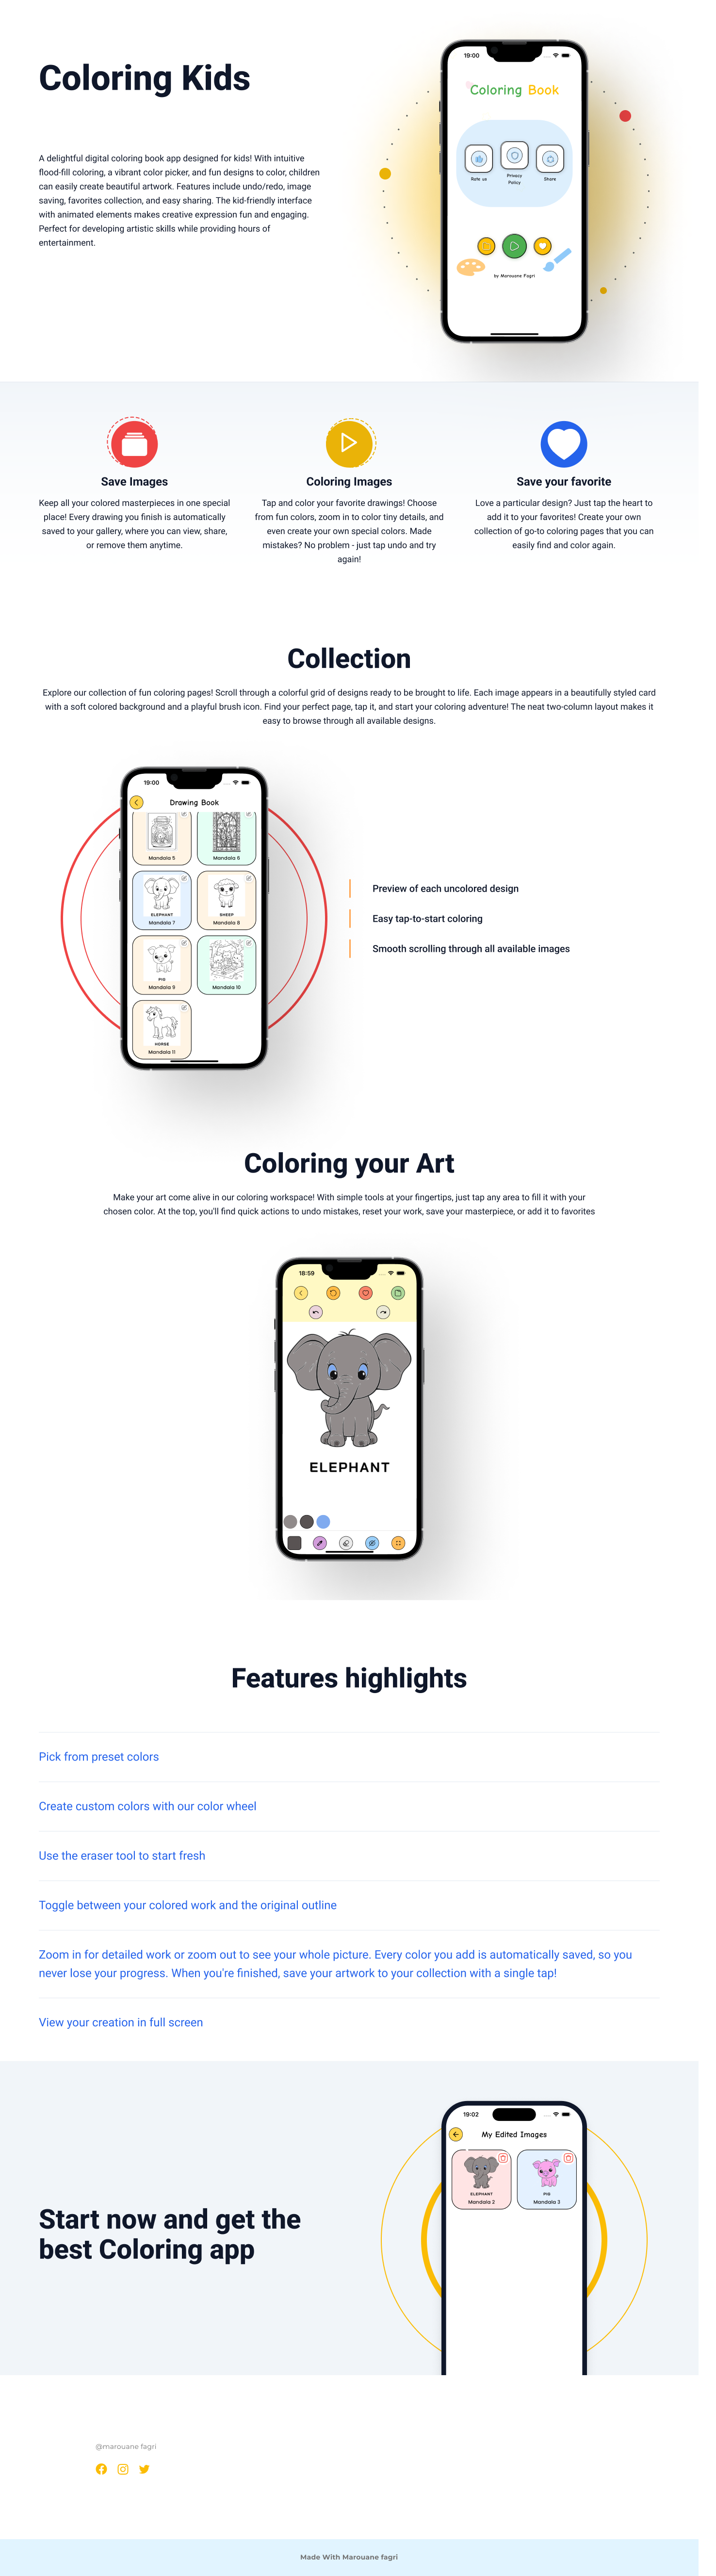 Coloring Kids
A delightful digital coloring book app designed for kids! With intuitive
flood-fill coloring, a vibrant color picker, and fun designs to color, children
can easily create beautiful artwork. Features include undo/redo, image
saving, favorites collection, and easy sharing. The kid-friendly interface
with animated elements makes creative expression fun and engaging.
Perfect for developing artistic skills while providing hours of
entertainment.
19:00
Coloring Book
Rate us
Privacy
Policy
Share
by Marouane Fagri
Save Images
Keep all your colored masterpieces in one special
place! Every drawing you finish is automatically
saved to your gallery, where you can view, share,
or remove them anytime.
Coloring Images
Tap and color your favorite drawings! Choose
from fun colors, zoom in to color tiny details, and
even create your own special colors. Made
mistakes? No problem - just tap undo and try
again!
Save your favorite
Love a particular design? Just tap the heart to
add it to your favorites! Create your own
collection of go-to coloring pages that you can
easily find and color again.
Collection
Explore our collection of fun coloring pages! Scroll through a colorful grid of designs ready to be brought to life. Each image appears in a beautifully styled card
with a soft colored background and a playful brush icon. Find your perfect page, tap it, and start your coloring adventure! The neat two-column layout makes it
easy to browse through all available designs.
19:00
Drawing Book
Mandala 5
Mandala 6
ELEPHANT
Mandala 7
SHEEP
Mandala 8
PIG
Mandala 9
Mandala 10
HORSE
Mandala 11
Preview of each uncolored design
Easy tap-to-start coloring
Smooth scrolling through all available images
Coloring your Art
Make your art come alive in our coloring workspace! With simple tools at your fingertips, just tap any area to fill it with your
chosen color. At the top, you'll find quick actions to undo mistakes, reset your work, save your masterpiece, or add it to favorites
18:59
ELEPHANT
Features highlights
Pick from preset colors
Create custom colors with our color wheel
Use the eraser tool to start fresh
Toggle between your colored work and the original outline
Zoom in for detailed work or zoom out to see your whole picture. Every color you add is automatically saved, so you
never lose your progress. When you're finished, save your artwork to your collection with a single tap!
View your creation in full screen
Start now and get the
best Coloring app
19:02
My Edited Images
ELEPHANT
Mandala 2
PIG
Mandala 3
@marouane fagri
Made With Marouane fagri